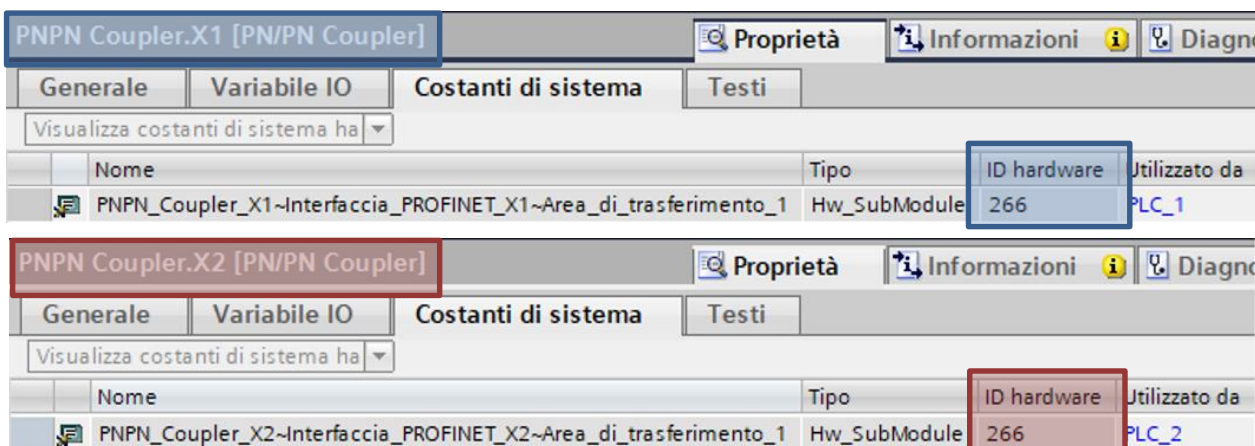 PNPN Coupler.X1 [PN/PN Coupler] Proprietà Informazioni Diagno
Generale Variabile IO Costanti di sistema Testi
Visualizza costanti di sistema ha
Nome Tipo ID hardware Utilizzato da
PNPN_Coupler_X1~Interfaccia_PROFINET_X1~Area_di_trasferimento_1 Hw_SubModule 266 PLC_1
PNPN Coupler.X2 [PN/PN Coupler] Proprietà Informazioni Diagno
Generale Variabile IO Costanti di sistema Testi
Visualizza costanti di sistema ha
Nome Tipo ID hardware Utilizzato da
PNPN_Coupler_X2~Interfaccia_PROFINET_X2~Area_di_trasferimento_1 Hw_SubModule 266 PLC_2